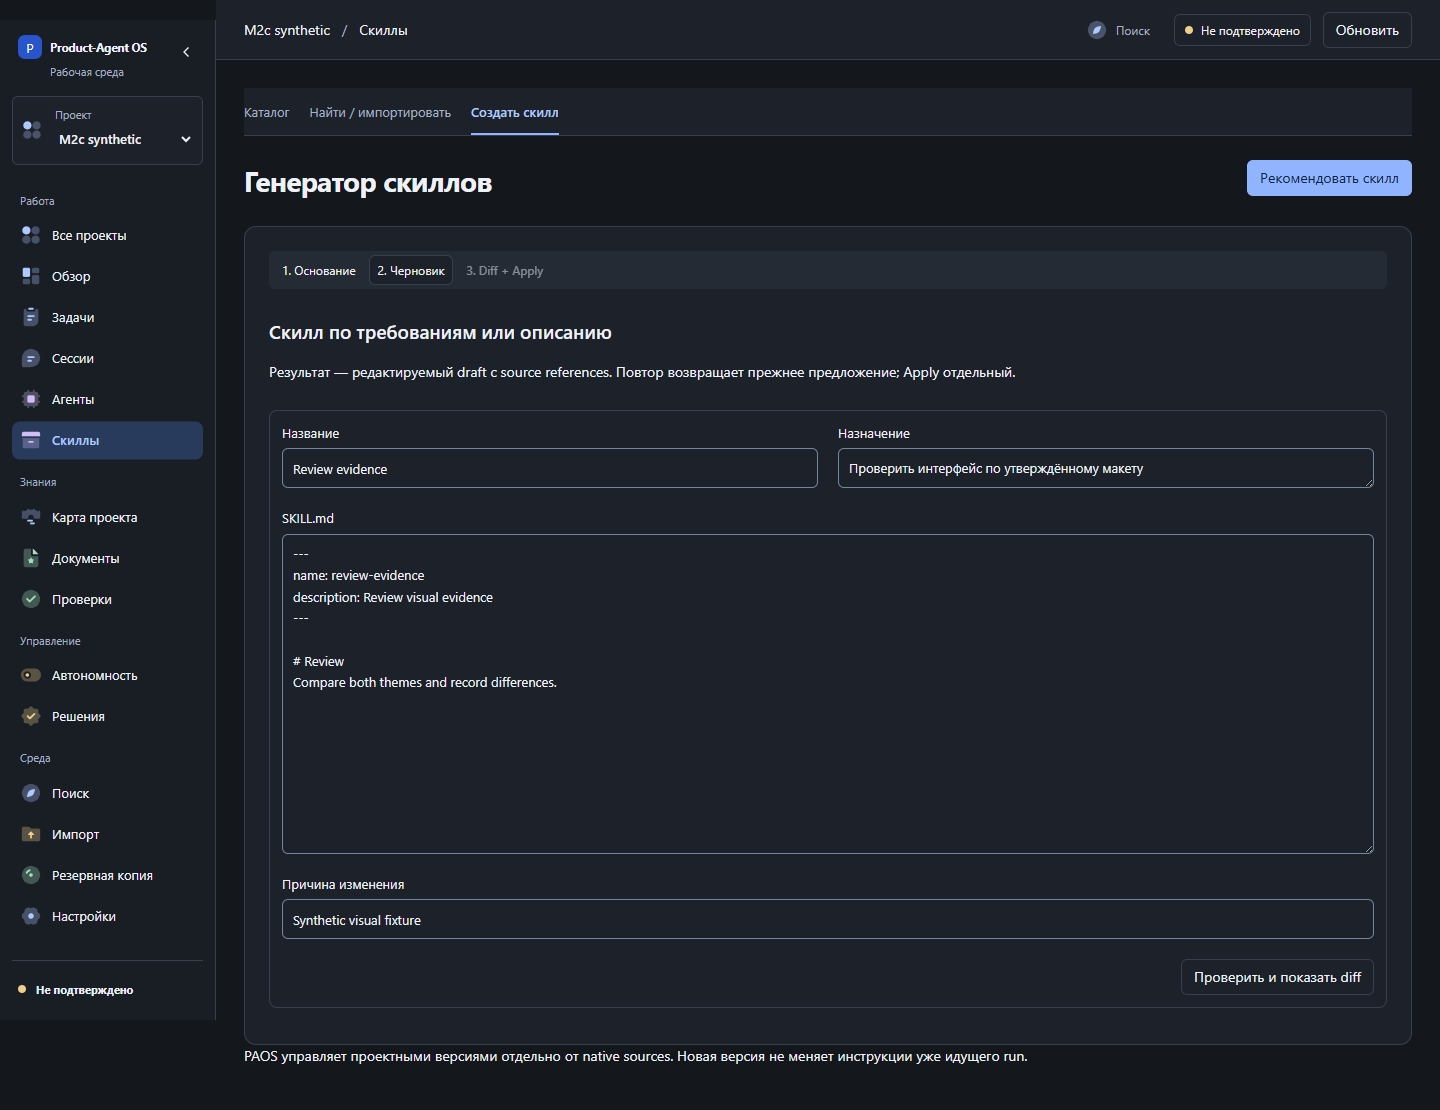 P
Product-Agent OS
Рабочая среда
Проект
M2c synthetic
Работа
Все проекты
Обзор
Задачи
Сессии
Агенты
Скиллы
Знания
Карта проекта
Документы
Проверки
Управление
Автономность
Решения
Среда
Поиск
Импорт
Резервная копия
Настройки
Не подтверждено
M2c synthetic / Скиллы
Поиск
Не подтверждено
Обновить
Каталог
Найти / импортировать
Создать скилл
Генератор скиллов
Рекомендовать скилл
1. Основание
2. Черновик
3. Diff + Apply
Скилл по требованиям или описанию
Результат — редактируемый draft с source references. Повтор возвращает прежнее предложение; Apply отдельный.
Название
Review evidence
Назначение
Проверить интерфейс по утверждённому макету
SKILL.md
---
name: review-evidence
description: Review visual evidence
---
# Review
Compare both themes and record differences.
Причина изменения
Synthetic visual fixture
Проверить и показать diff
PAOS управляет проектными версиями отдельно от native sources. Новая версия не меняет инструкции уже идущего run.